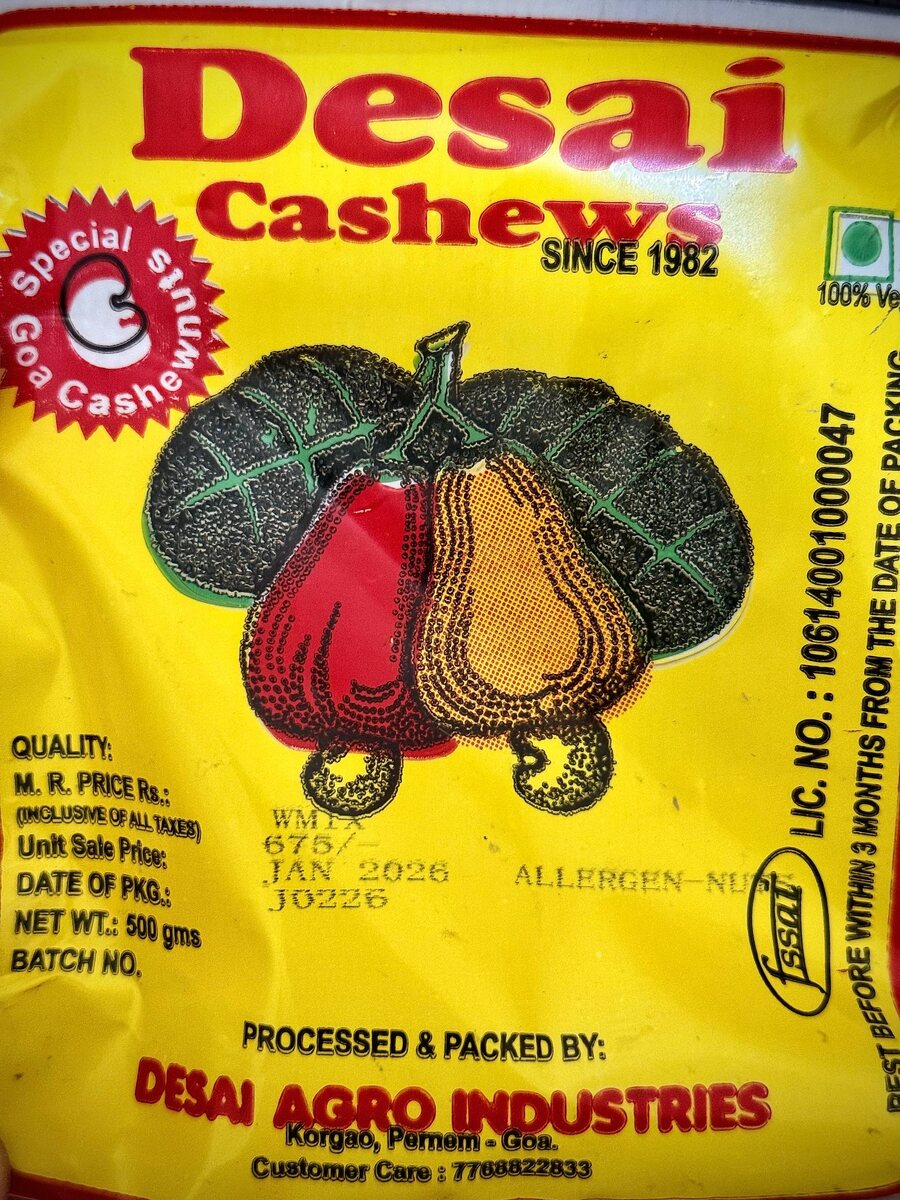 Desai
Cashews
SINCE 1982
Special
Goa Cashewnuts
100% Ve
LIC. NO. : 10614001000047
fssai
BEST BEFORE WITHIN 3 MONTHS FROM THE DATE OF PACKING
QUALITY:
M. R. PRICE Rs.:
(INCLUSIVE OF ALL TAXES)
Unit Sale Price:
DATE OF PKG.:
NET WT.: 500 gms
BATCH NO.
WMIX
675/-
JAN 2026
J0226
ALLERGEN-NUTS
PROCESSED & PACKED BY:
DESAI AGRO INDUSTRIES
Korgao, Pernem - Goa.
Customer Care : 7768822833